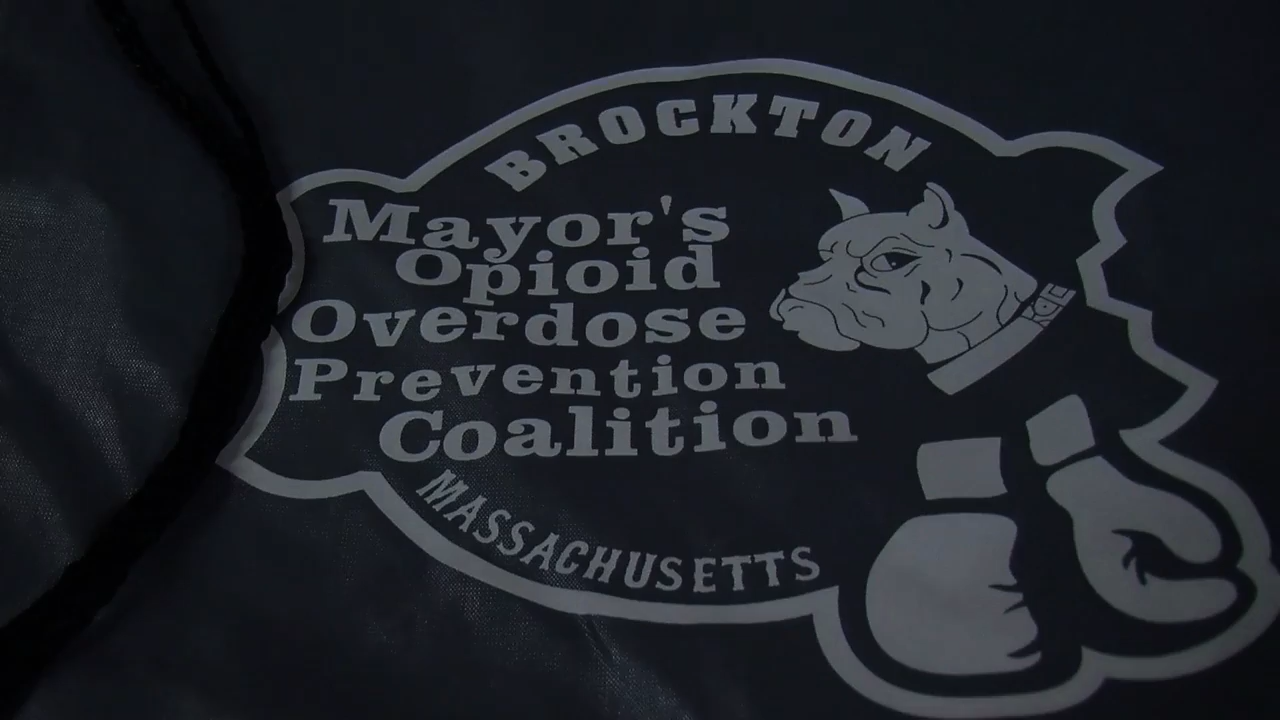 BROCKTON
Mayor's
Opioid
Overdose
Prevention
Coalition
MASSACHUSETTS